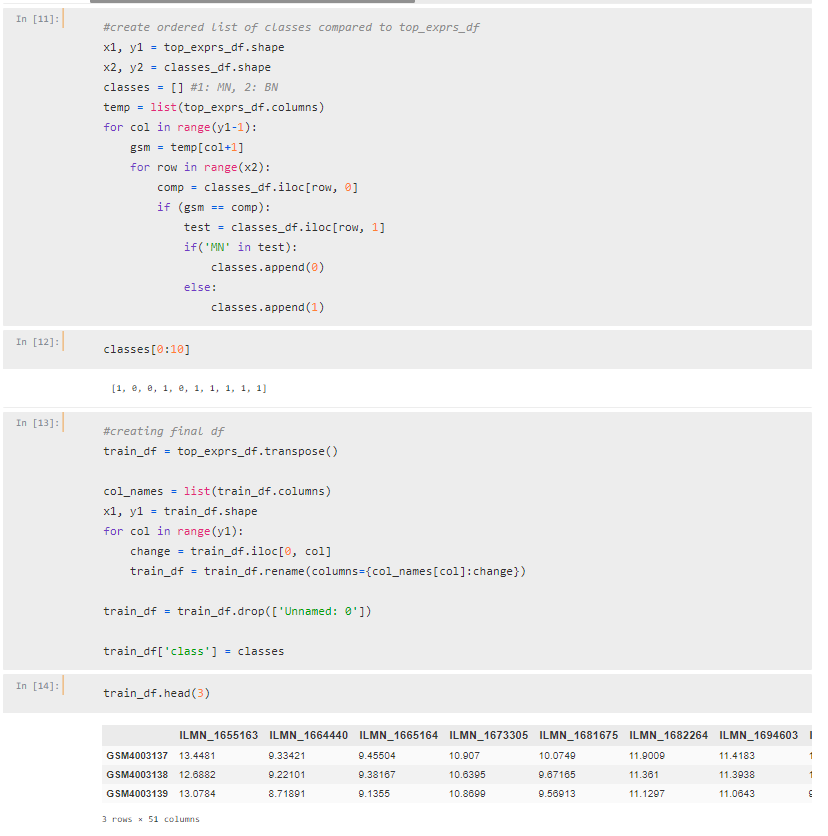 In [11]:
#create ordered list of classes compared to top_exprs_df
x1, y1 = top_exprs_df.shape
x2, y2 = classes_df.shape
classes = [] #1: MN, 2: BN
temp = list(top_exprs_df.columns)
for col in range(y1-1):
    gsm = temp[col+1]
    for row in range(x2):
        comp = classes_df.iloc[row, 0]
        if (gsm == comp):
            test = classes_df.iloc[row, 1]
            if('MN' in test):
                classes.append(0)
            else:
                classes.append(1)
In [12]:
classes[0:10]
[1, 0, 0, 1, 0, 1, 1, 1, 1, 1]
In [13]:
#creating final df
train_df = top_exprs_df.transpose()
col_names = list(train_df.columns)
x1, y1 = train_df.shape
for col in range(y1):
    change = train_df.iloc[0, col]
    train_df = train_df.rename(columns={col_names[col]:change})
train_df = train_df.drop(['Unnamed: 0'])
train_df['class'] = classes
In [14]:
train_df.head(3)
ILMN_1655163 ILMN_1664440 ILMN_1665164 ILMN_1673305 ILMN_1681675 ILMN_1682264 ILMN_1694603
GSM4003137 13.4481 9.33421 9.45504 10.907 10.0749 11.9009 11.4183
GSM4003138 12.6882 9.22101 9.38167 10.6395 9.67165 11.361 11.3938
GSM4003139 13.0784 8.71891 9.1355 10.8699 9.56913 11.1297 11.0643
3 rows × 51 columns